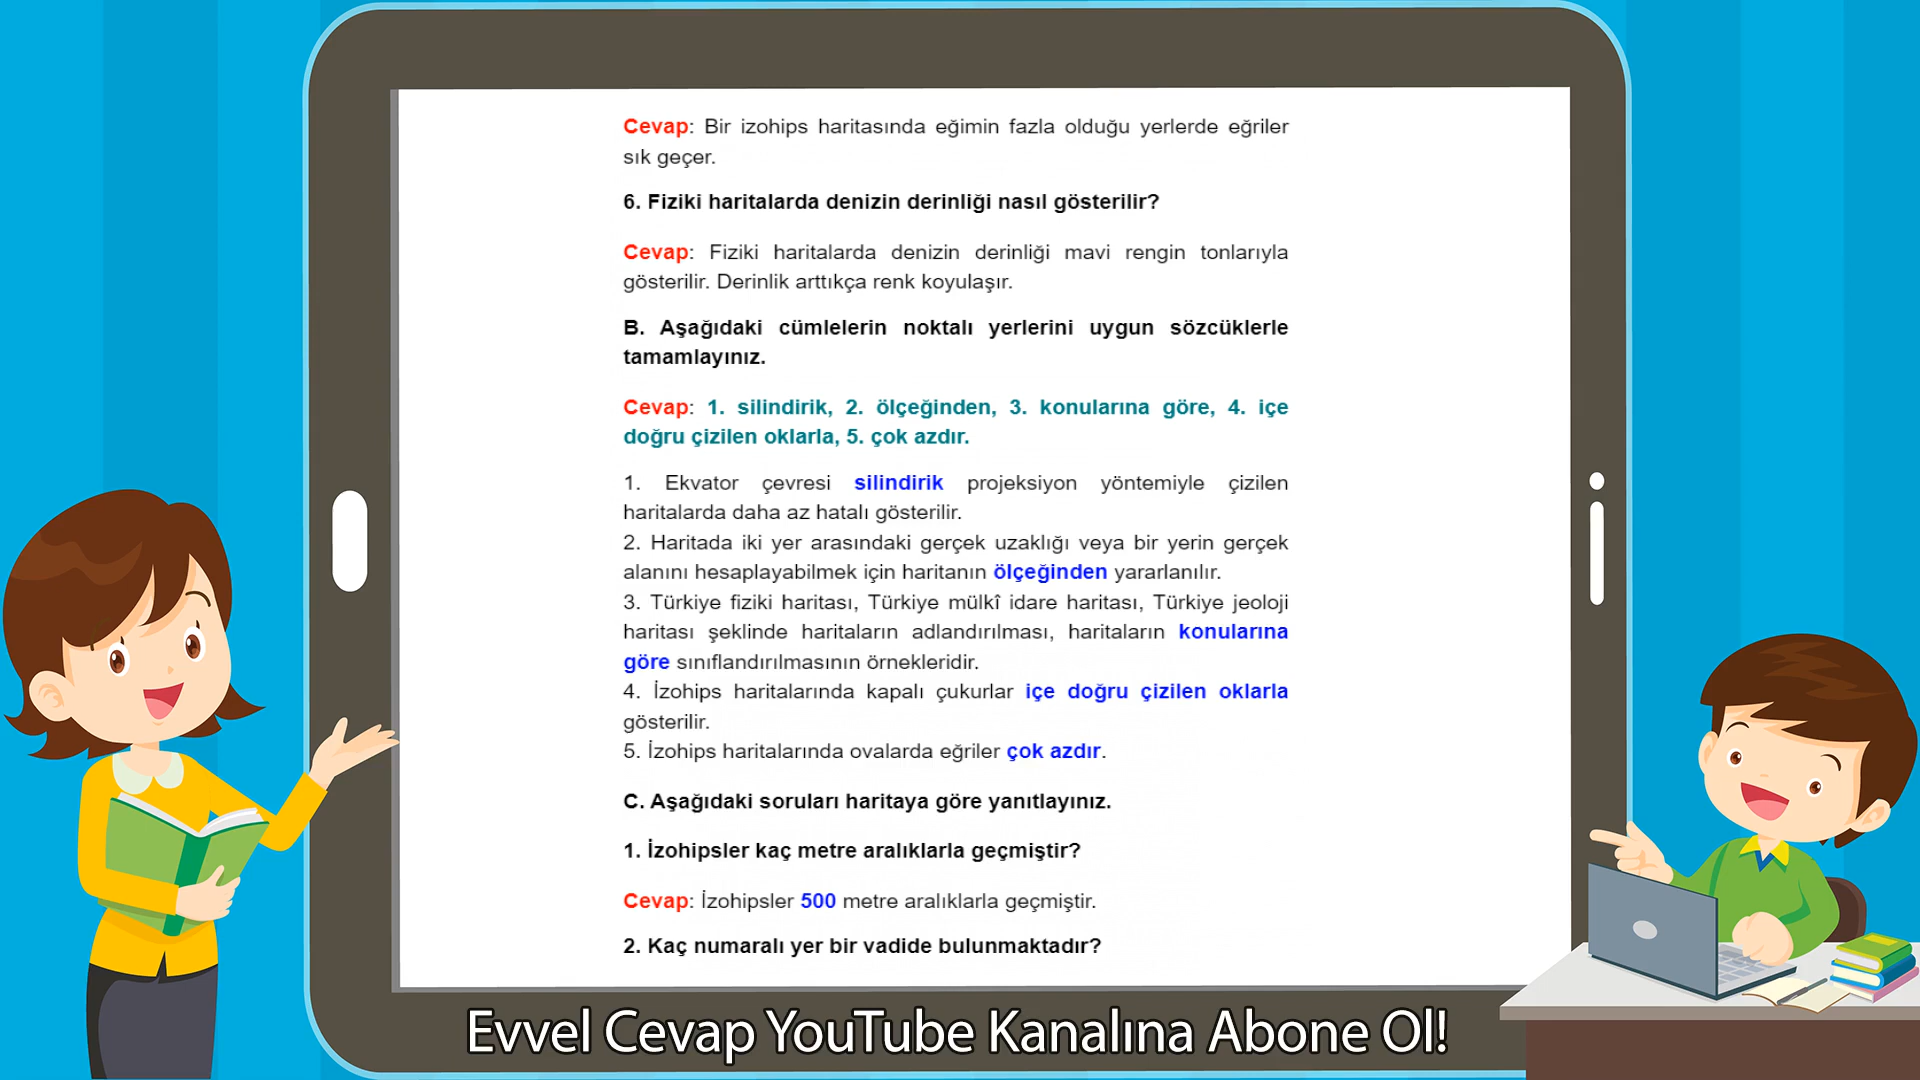 Cevap: Bir izohips haritasında eğimin fazla olduğu yerlerde eğriler
sık geçer.
6. Fiziki haritalarda denizin derinliği nasıl gösterilir?
Cevap: Fiziki haritalarda denizin derinliği mavi rengin tonlarıyla
gösterilir. Derinlik arttıkça renk koyulaşır.
B. Aşağıdaki cümlelerin noktalı yerlerini uygun sözcüklerle
tamamlayınız.
Cevap: 1. silindirik, 2. ölçeğinden, 3. konularına göre, 4. içe
doğru çizilen oklarla, 5. çok azdır.
1. Ekvator çevresi silindirik projeksiyon yöntemiyle çizilen
haritalarda daha az hatalı gösterilir.
2. Haritada iki yer arasındaki gerçek uzaklığı veya bir yerin gerçek
alanını hesaplayabilmek için haritanın ölçeğinden yararlanılır.
3. Türkiye fiziki haritası, Türkiye mülkî idare haritası, Türkiye jeoloji
haritası şeklinde haritaların adlandırılması, haritaların konularına
göre sınıflandırılmasının örnekleridir.
4. İzohips haritalarında kapalı çukurlar içe doğru çizilen oklarla
gösterilir.
5. İzohips haritalarında ovalarda eğriler çok azdır.
C. Aşağıdaki soruları haritaya göre yanıtlayınız.
1. İzohipsler kaç metre aralıklarla geçmiştir?
Cevap: İzohipsler 500 metre aralıklarla geçmiştir.
2. Kaç numaralı yer bir vadide bulunmaktadır?
Evvel Cevap YouTube Kanalına Abone Ol!